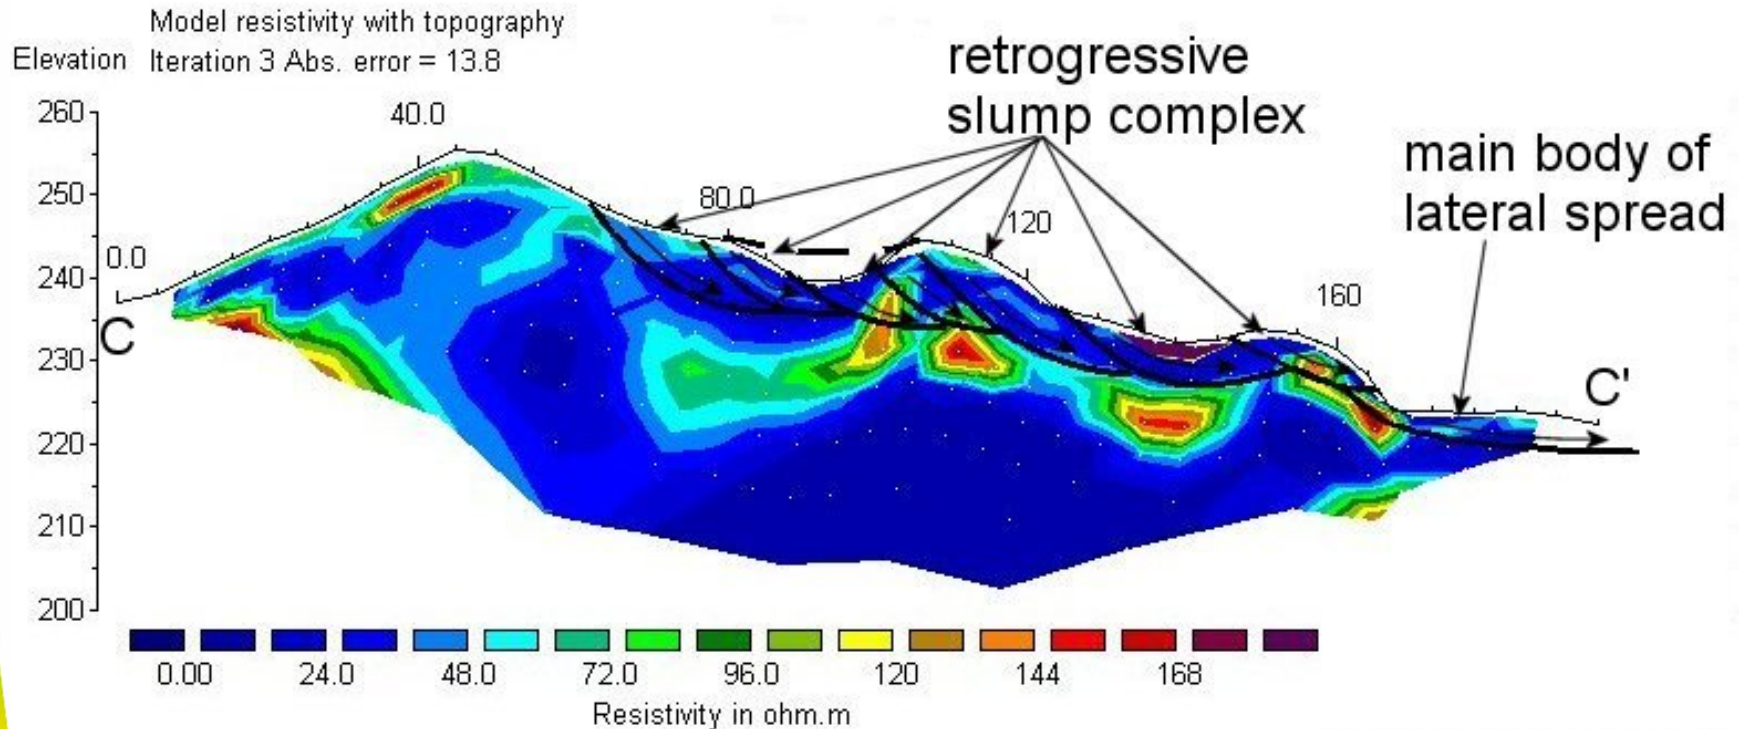 Model resistivity with topography
Elevation Iteration 3 Abs. error = 13.8
retrogressive
slump complex
main body of
lateral spread
260
40.0
250
80.0
120
240
0.0
160
C
230
C'
220
210
200
0.00 24.0 48.0 72.0 96.0 120 144 168
Resistivity in ohm.m